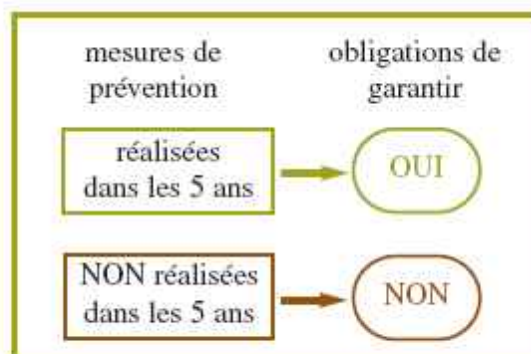 mesures de
prévention
obligations de
garantir
réalisées
dans les 5 ans
OUI
NON réalisées
dans les 5 ans
NON